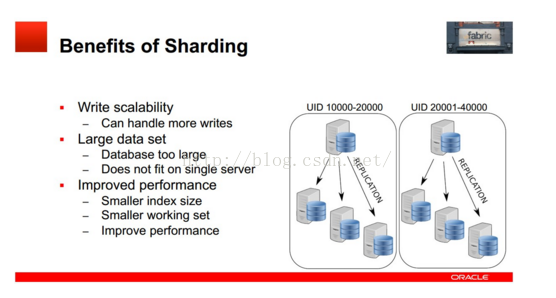 fabric
Benefits of Sharding
Write scalability
– Can handle more writes
Large data set
– Database too large
– Does not fit on single server
Improved performance
– Smaller index size
– Smaller working set
– Improve performance
UID 10000-20000
UID 20001-40000
REPLICATION
REPLICATION
http://blog.csdn.net/
ORACLE